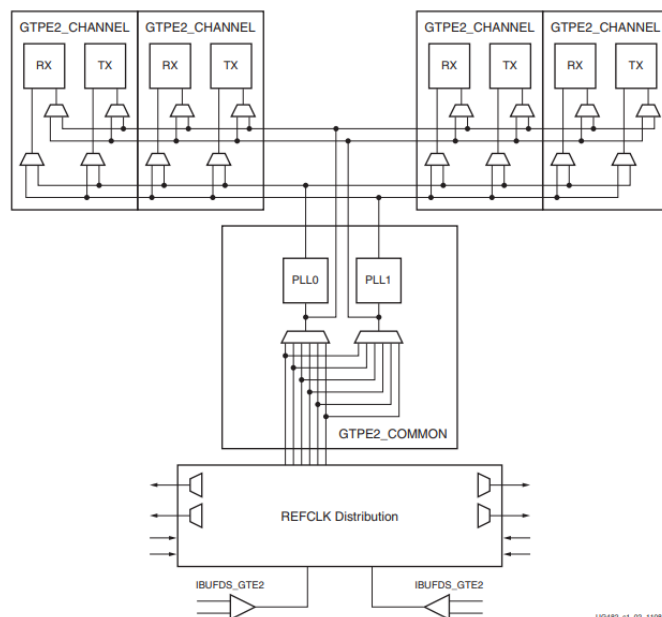 GTPE2_CHANNEL GTPE2_CHANNEL GTPE2_CHANNEL GTPE2_CHANNEL
RX TX RX TX RX TX RX TX
PLL0 PLL1
GTPE2_COMMON
REFCLK Distribution
IBUFDS_GTE2 IBUFDS_GTE2